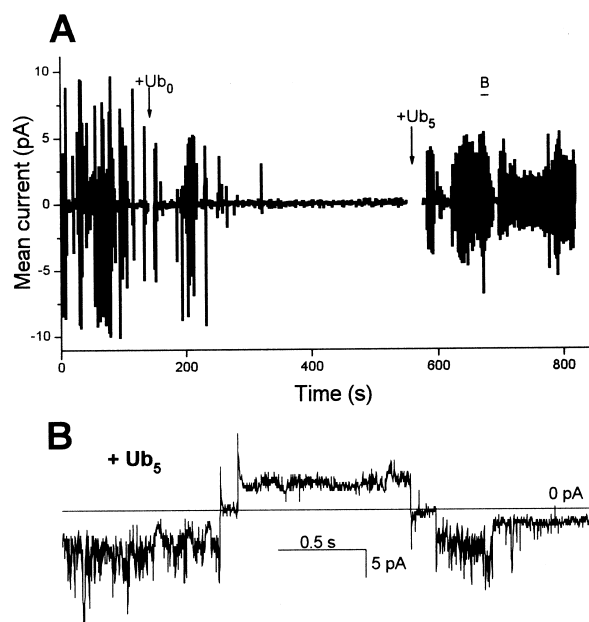 A
+Ub0
+Ub5
B
Mean current (pA)
10
5
0
-5
-10
0
200
400
600
800
Time (s)
B
+ Ub5
0 pA
0.5 s
5 pA